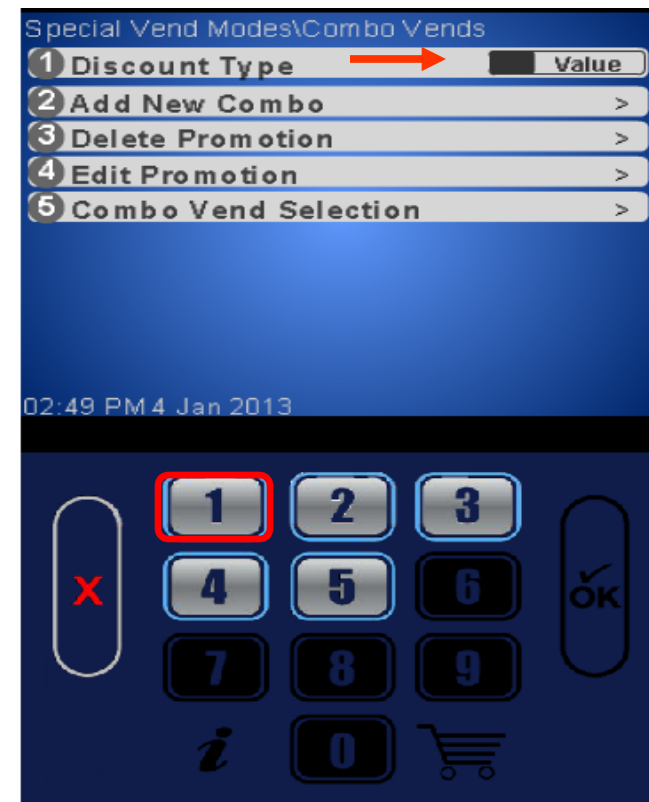 Special Vend Modes\Combo Vends
1 Discount Type Value
2 Add New Combo >
3 Delete Promotion >
4 Edit Promotion >
5 Combo Vend Selection >
02:49 PM 4 Jan 2013
1 2 3
X 4 5 6 OK
7 8 9
i 0